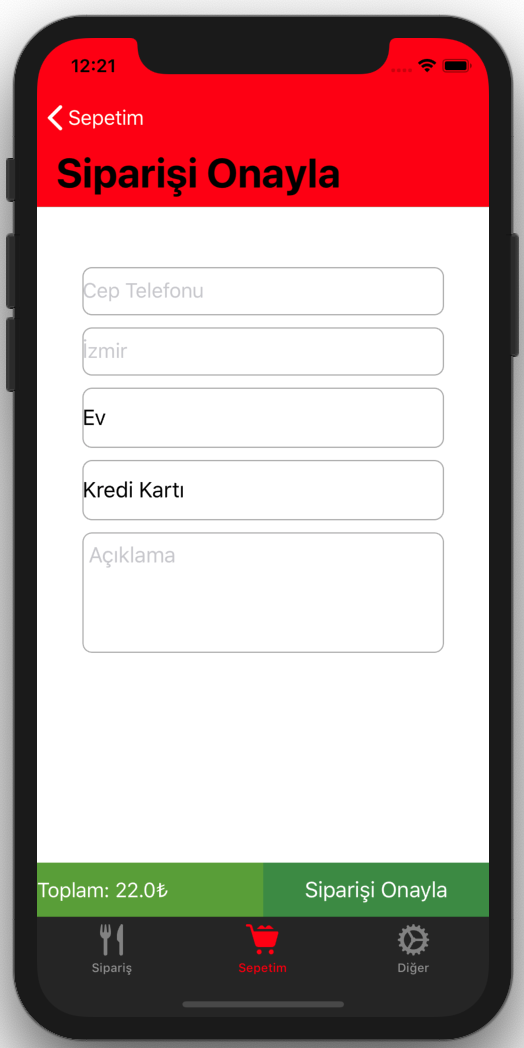 12:21
Sepetim
Siparişi Onayla
Cep Telefonu
İzmir
Ev
Kredi Kartı
Açıklama
Toplam: 22.0₺
Siparişi Onayla
Sipariş
Sepetim
Diğer